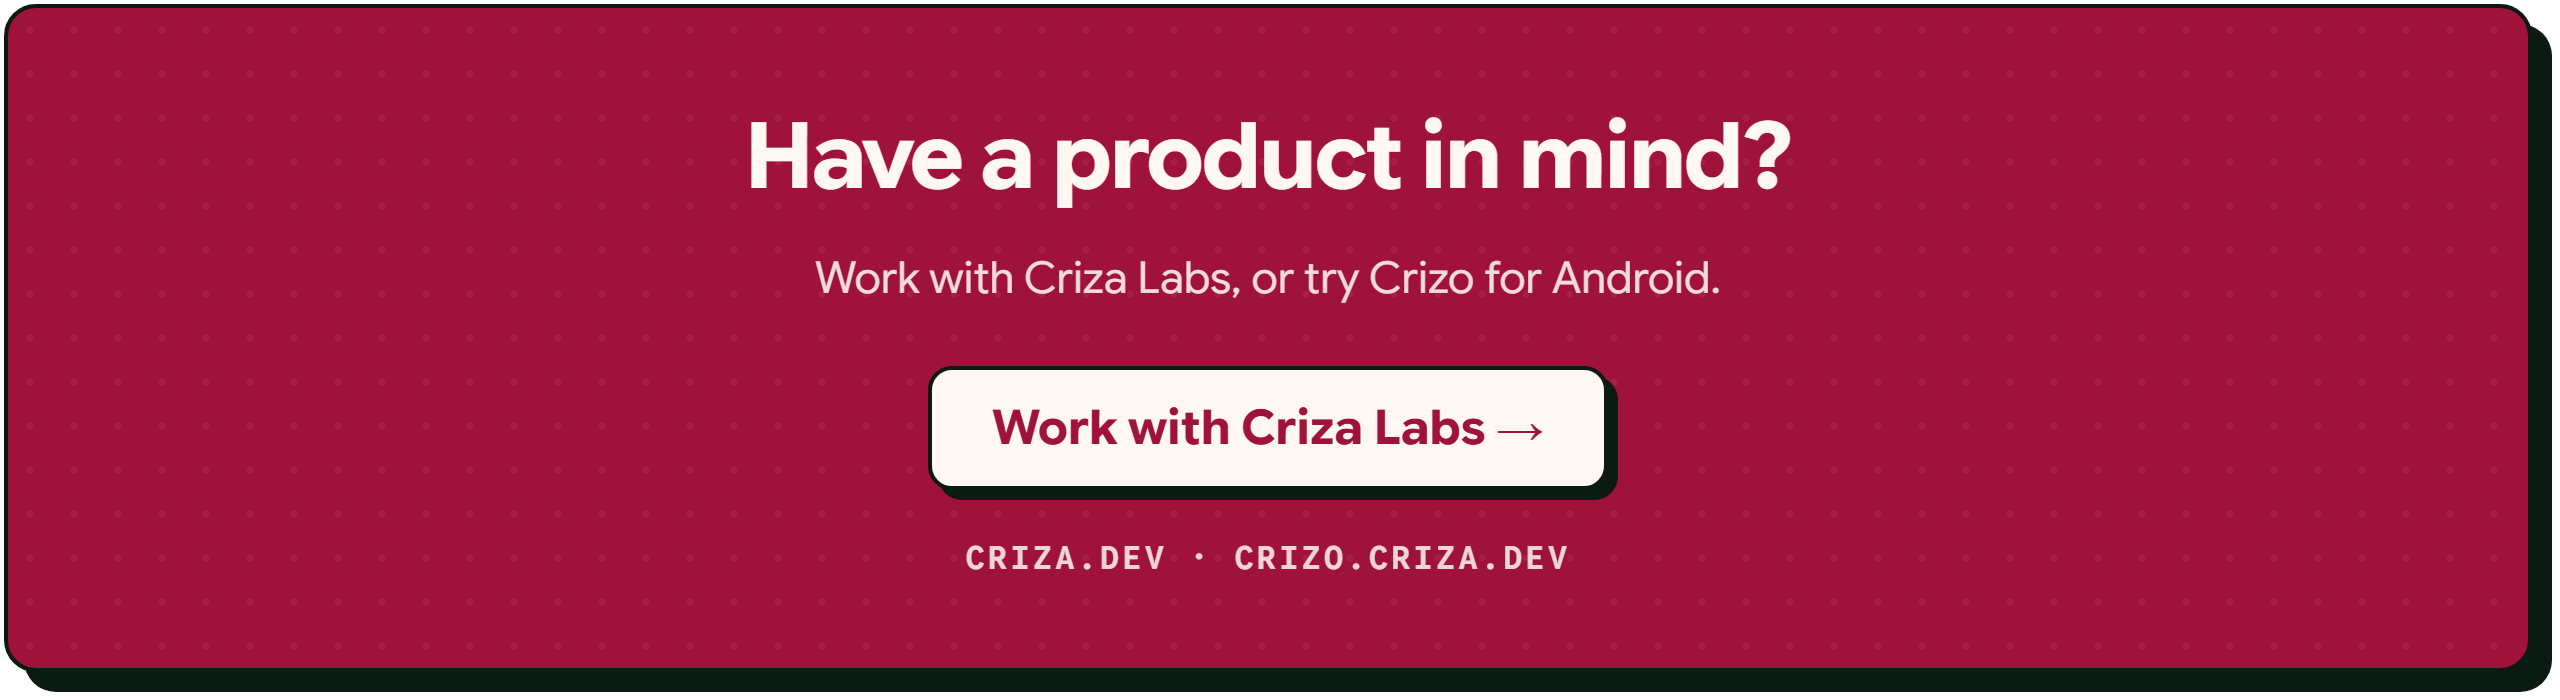 Have a product in mind?
Work with Criza Labs, or try Crizo for Android.
Work with Criza Labs →
CRIZA.DEV · CRIZO.CRIZA.DEV